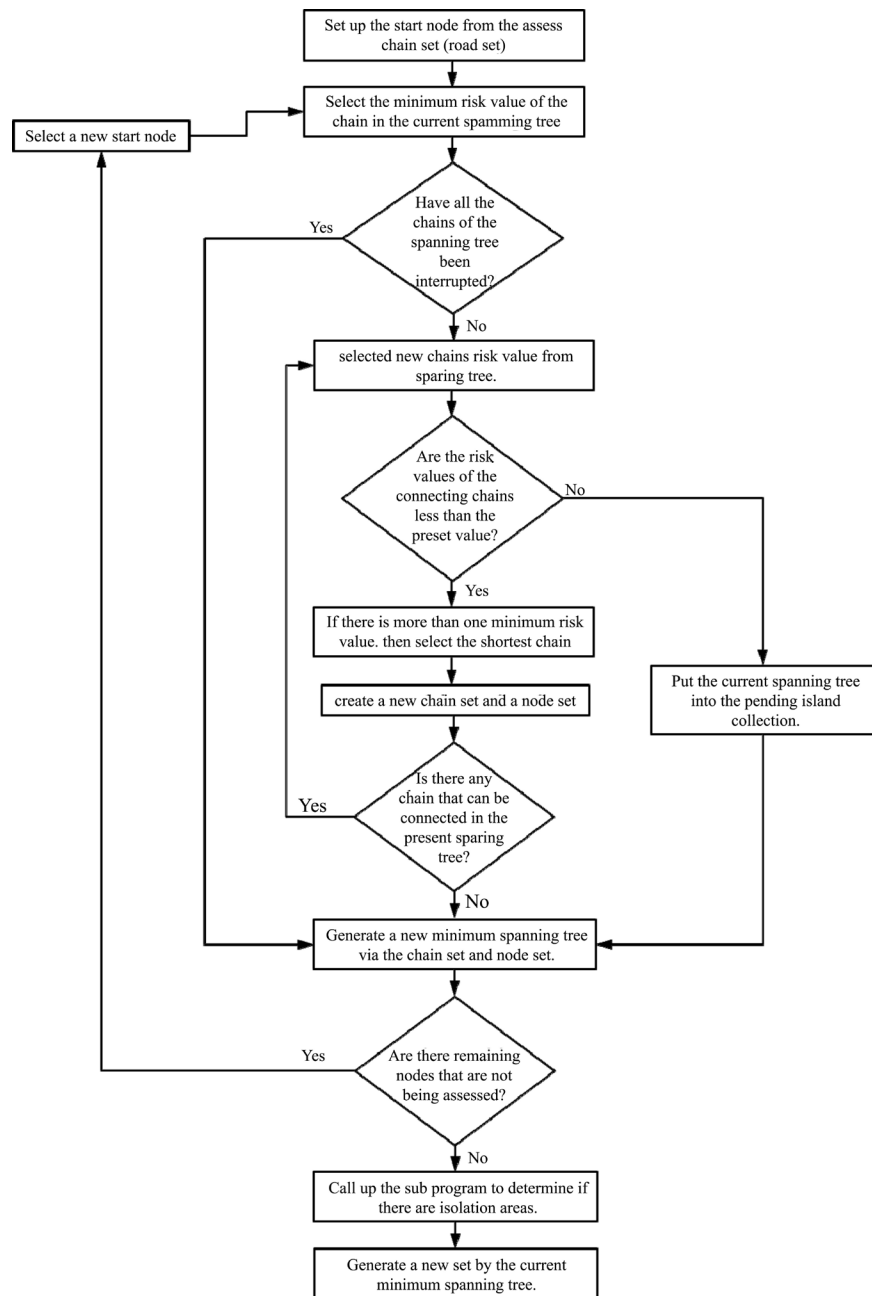 Set up the start node from the assess
chain set (road set)
Select the minimum risk value of the
chain in the current spamming tree
Select a new start node
Have all the
chains of the
spanning tree
been
interrupted?
Yes
No
selected new chains risk value from
sparing tree.
Are the risk
values of the
connecting chains
less than the
preset value?
No
Yes
If there is more than one minimum risk
value. then select the shortest chain
Put the current spanning tree
into the pending island
collection.
create a new chain set and a node set
Is there any
chain that can be
connected in the
present sparing
tree?
Yes
No
Generate a new minimum spanning tree
via the chain set and node set.
Are there remaining
nodes that are not
being assessed?
Yes
No
Call up the sub program to determine if
there are isolation areas.
Generate a new set by the current
minimum spanning tree.